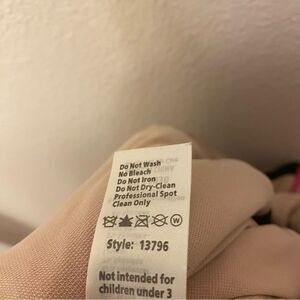 Do Not Wash
No Bleach
Do Not Iron
Do Not Dry-Clean
Professional Spot
Clean Only
W
Style: 13796
Not intended for
children under 3